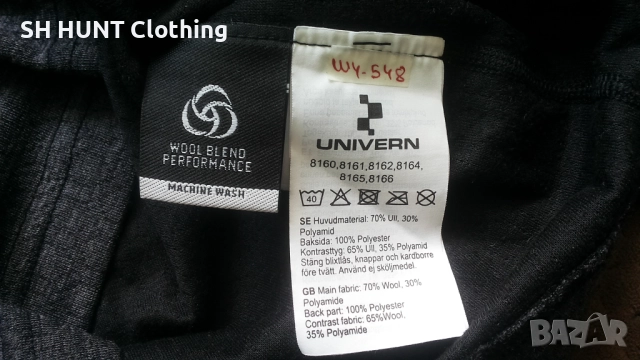 SH HUNT Clothing
WOOL BLEND
PERFORMANCE
MACHINE WASH
WY-548
UNIVERN
8160,8161,8162,8164,
8165,8166
40
SE Huvudmaterial: 70% Ull, 30%
Polyamid
Baksida: 100% Polyester
Kontrasttyg: 65% Ull, 35% Polyamid
Stäng blixtlås, knappar och kardborre
före tvätt. Använd ej sköljmedel.
GB Main fabric: 70% Wool, 30%
Polyamide
Back part: 100% Polyester
Contrast fabric: 65%Wool,
35% Polyamide
BAZAR